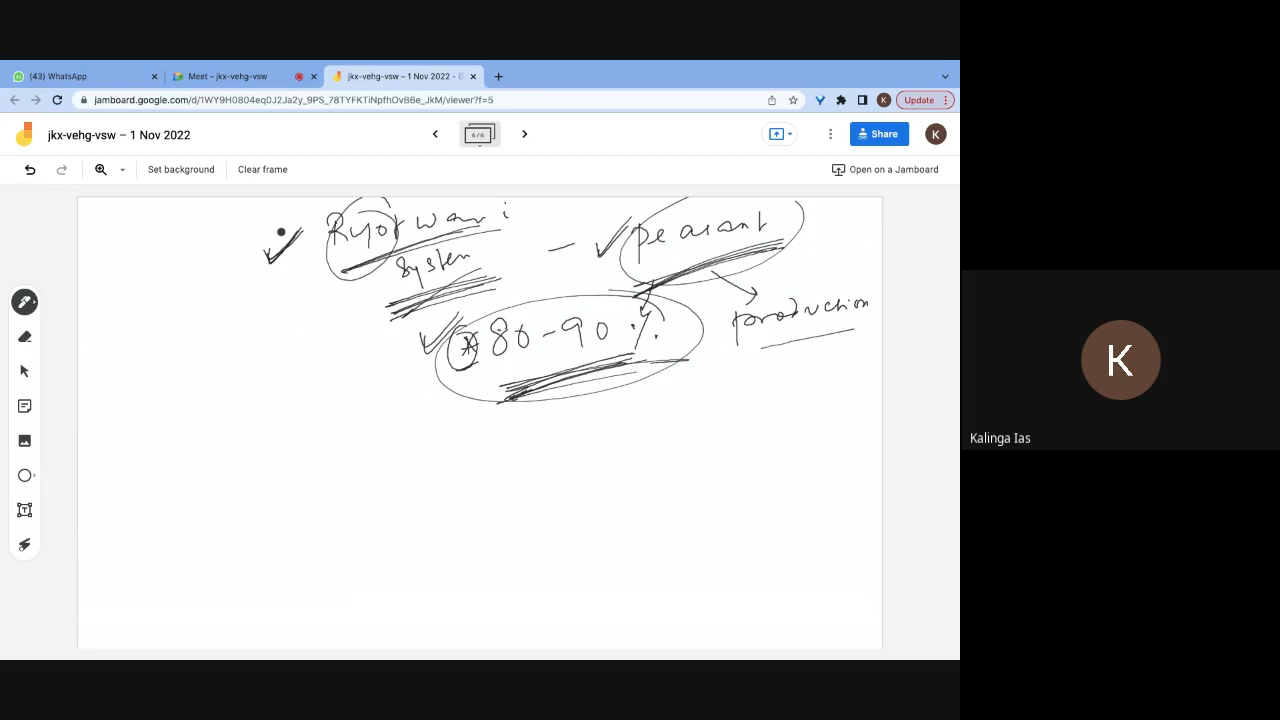 (43) WhatsApp
Meet – jkx-vehg-vsw
jkx-vehg-vsw – 1 Nov 2022 - G
jamboard.google.com/d/1WY9H0804eq0J2Ja2y_9PS_78TYFKTiNpfhOvB6e_JkM/viewer?f=5
K
Update
jkx-vehg-vsw – 1 Nov 2022
6 / 6
Share
K
Set background
Clear frame
Open on a Jamboard
Ryotwari
System
- peasant
production
* 80-90 %
K
Kalinga Ias